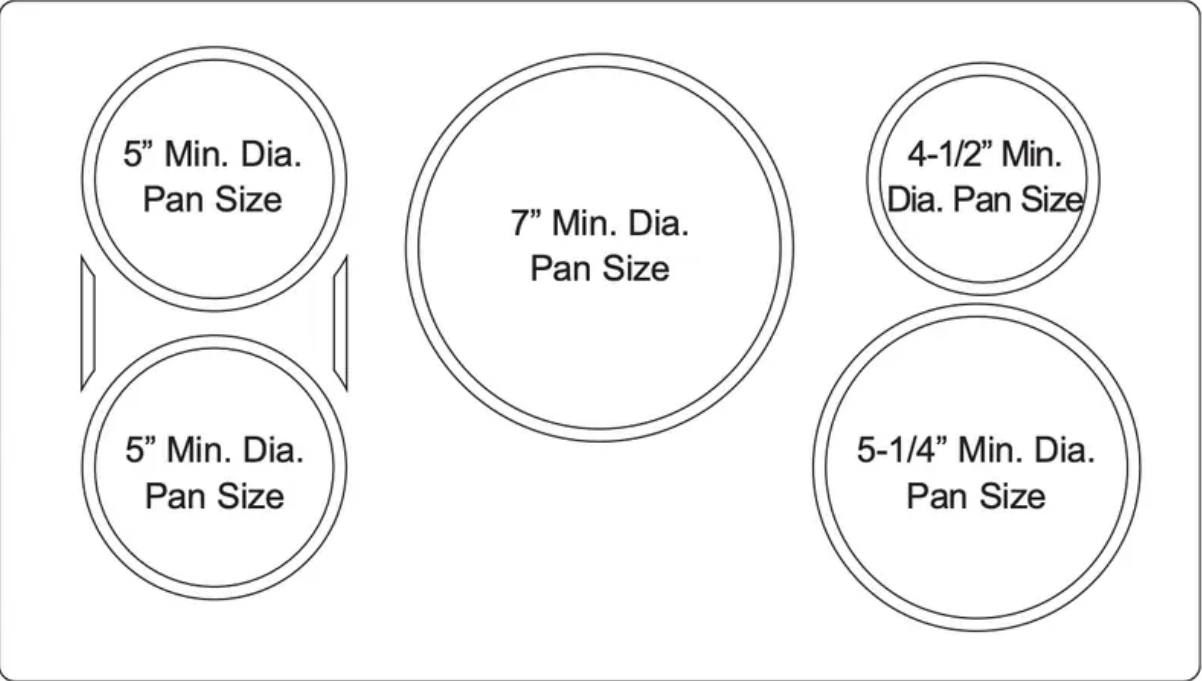 5” Min. Dia.
Pan Size
7” Min. Dia.
Pan Size
4-1/2” Min.
Dia. Pan Size
5” Min. Dia.
Pan Size
5-1/4” Min. Dia.
Pan Size